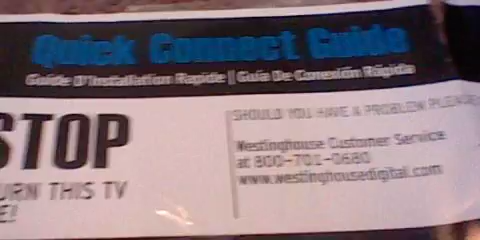 Quick Connect Guide
Guide D'Installation Rapide | Guía De Conexión Rápida
STOP
URN THIS TV
E!
SHOULD YOU HAVE A PROBLEM PLEASE
Westinghouse Customer Service
at 800-701-0680
www.westinghousedigital.com